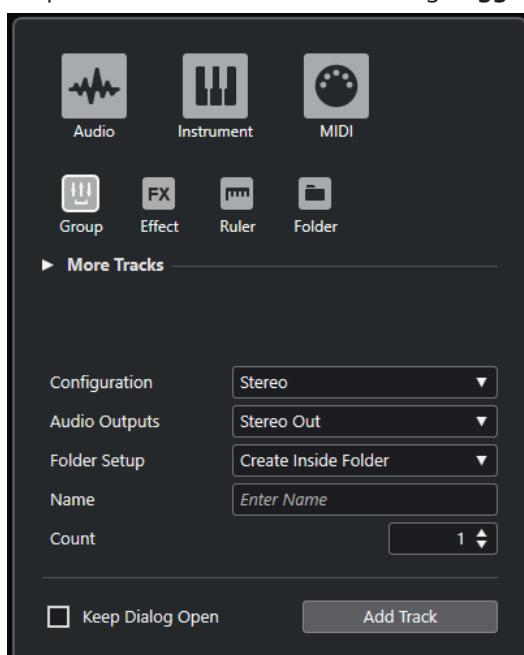 Audio Instrument MIDI
FX
Group Effect Ruler Folder
► More Tracks
Configuration Stereo ▼
Audio Outputs Stereo Out ▼
Folder Setup Create Inside Folder ▼
Name Enter Name
Count 1
Keep Dialog Open Add Track